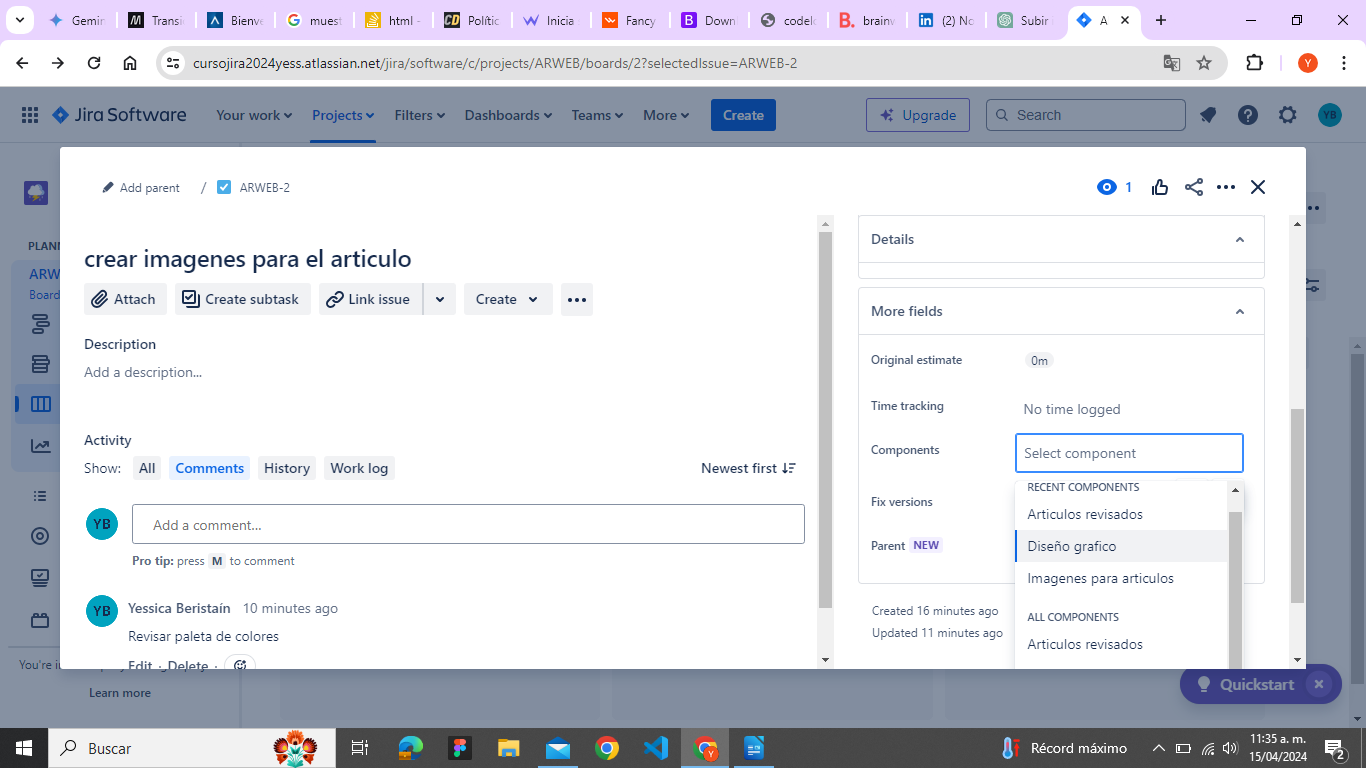 Gemin
Transi
Bienve
muest
html -
Polític
Inicia
Fancy
Down
codel
brainw
(2) No
Subir
A
cursojira2024yess.atlassian.net/jira/software/c/projects/ARWEB/boards/2?selectedIssue=ARWEB-2
Y
Jira Software
Your work
Projects
Filters
Dashboards
Teams
More
Create
Upgrade
Search
YB
Add parent
/
ARWEB-2
1
PLANN
ARW
Board
crear imagenes para el articulo
Attach
Create subtask
Link issue
Create
Description
Add a description...
Activity
Show:
All
Comments
History
Work log
Newest first
YB
Add a comment...
Pro tip: press M to comment
YB
Yessica Beristaín 10 minutes ago
Revisar paleta de colores
Edit · Delete ·
Details
More fields
Original estimate
0m
Time tracking
No time logged
Components
Select component
Fix versions
Parent NEW
RECENT COMPONENTS
Articulos revisados
Diseño grafico
Imagenes para articulos
ALL COMPONENTS
Articulos revisados
Created 16 minutes ago
Updated 11 minutes ago
You're i
Learn more
Quickstart
Buscar
Récord máximo
11:35 a. m.
15/04/2024
2